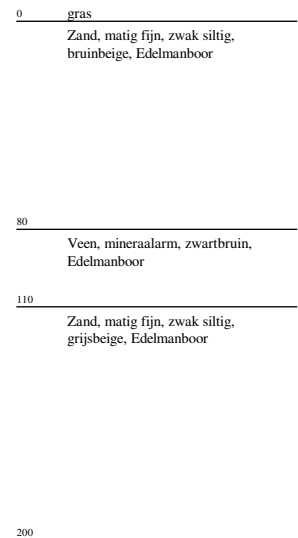 0 gras
Zand, matig fijn, zwak siltig,
bruinbeige, Edelmanboor
80
Veen, mineraalarm, zwartbruin,
Edelmanboor
110
Zand, matig fijn, zwak siltig,
grijsbeige, Edelmanboor
200